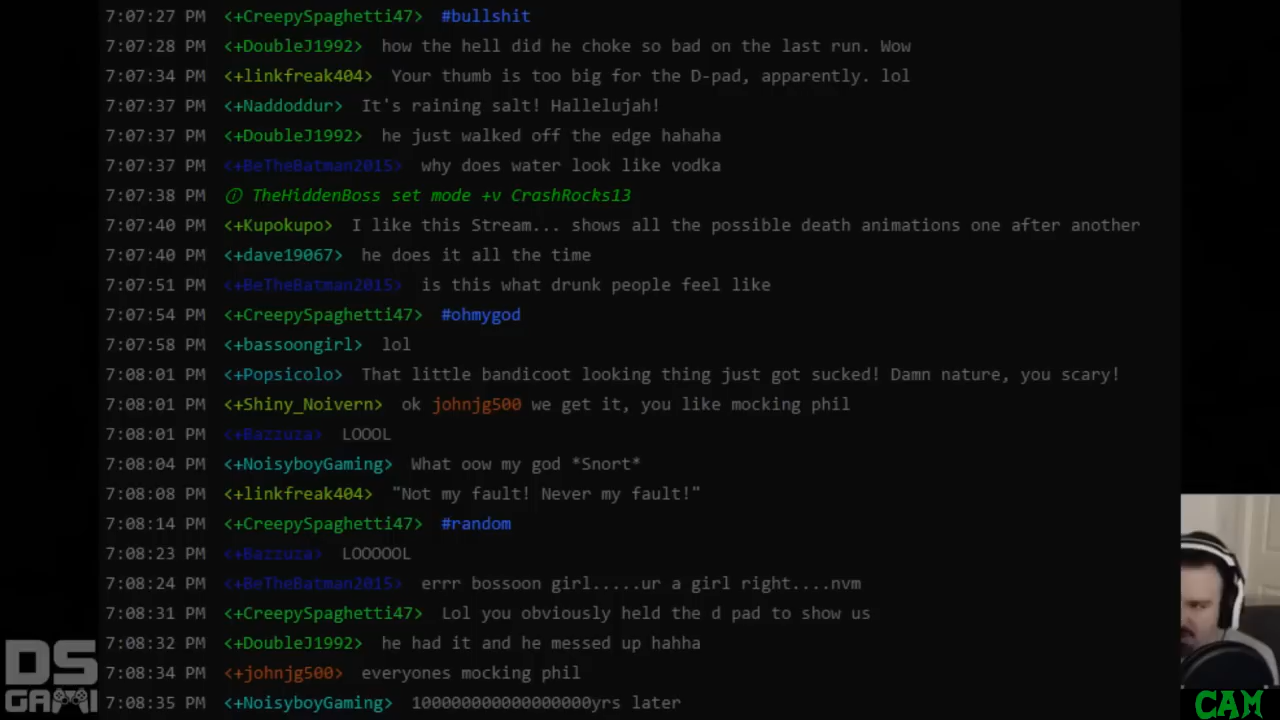 7:07:27 PM <+CreepySpaghetti47> #bullshit
7:07:28 PM <+DoubleJ1992> how the hell did he choke so bad on the last run. Wow
7:07:34 PM <+linkfreak404> Your thumb is too big for the D-pad, apparently. lol
7:07:37 PM <+Naddoddur> It's raining salt! Hallelujah!
7:07:37 PM <+DoubleJ1992> he just walked off the edge hahaha
7:07:37 PM <+BeTheBatman2015> why does water look like vodka
7:07:38 PM ⓘ TheHiddenBoss set mode +v CrashRocks13
7:07:40 PM <+Kupokupo> I like this Stream... shows all the possible death animations one after another
7:07:40 PM <+dave19067> he does it all the time
7:07:51 PM <+BeTheBatman2015> is this what drunk people feel like
7:07:54 PM <+CreepySpaghetti47> #ohmygod
7:07:58 PM <+bassoongirl> lol
7:08:01 PM <+Popsicolo> That little bandicoot looking thing just got sucked! Damn nature, you scary!
7:08:01 PM <+Shiny_Noivern> ok johnjg500 we get it, you like mocking phil
7:08:01 PM <+Bazzuza> LOOOL
7:08:04 PM <+NoisyboyGaming> What oow my god *Snort*
7:08:08 PM <+linkfreak404> "Not my fault! Never my fault!"
7:08:14 PM <+CreepySpaghetti47> #random
7:08:23 PM <+Bazzuza> LOOOOOL
7:08:24 PM <+BeTheBatman2015> errr bossoon girl.....ur a girl right....nvm
7:08:31 PM <+CreepySpaghetti47> Lol you obviously held the d pad to show us
7:08:32 PM <+DoubleJ1992> he had it and he messed up hahha
7:08:34 PM <+johnjg500> everyones mocking phil
7:08:35 PM <+NoisyboyGaming> 100000000000000000yrs later
DS
GAMI
CAM